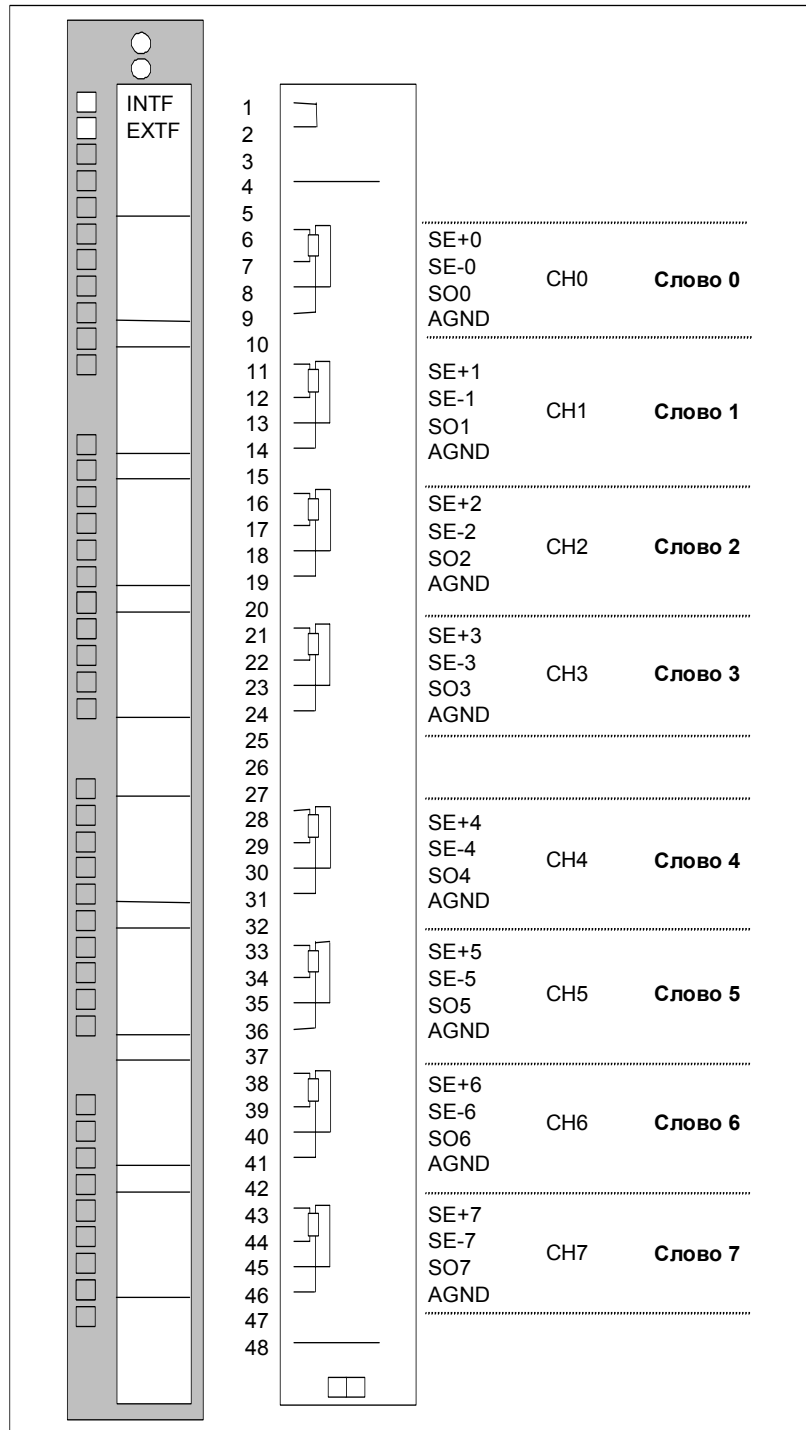 INTF
EXTF
1
2
3
4
5
6 SE+0
7 SE-0
8 SO0
9 AGND
CH0 Слово 0
10
11 SE+1
12 SE-1
13 SO1
14 AGND
CH1 Слово 1
15
16 SE+2
17 SE-2
18 SO2
19 AGND
CH2 Слово 2
20
21 SE+3
22 SE-3
23 SO3
24 AGND
CH3 Слово 3
25
26
27
28 SE+4
29 SE-4
30 SO4
31 AGND
CH4 Слово 4
32
33 SE+5
34 SE-5
35 SO5
36 AGND
CH5 Слово 5
37
38 SE+6
39 SE-6
40 SO6
41 AGND
CH6 Слово 6
42
43 SE+7
44 SE-7
45 SO7
46 AGND
CH7 Слово 7
47
48